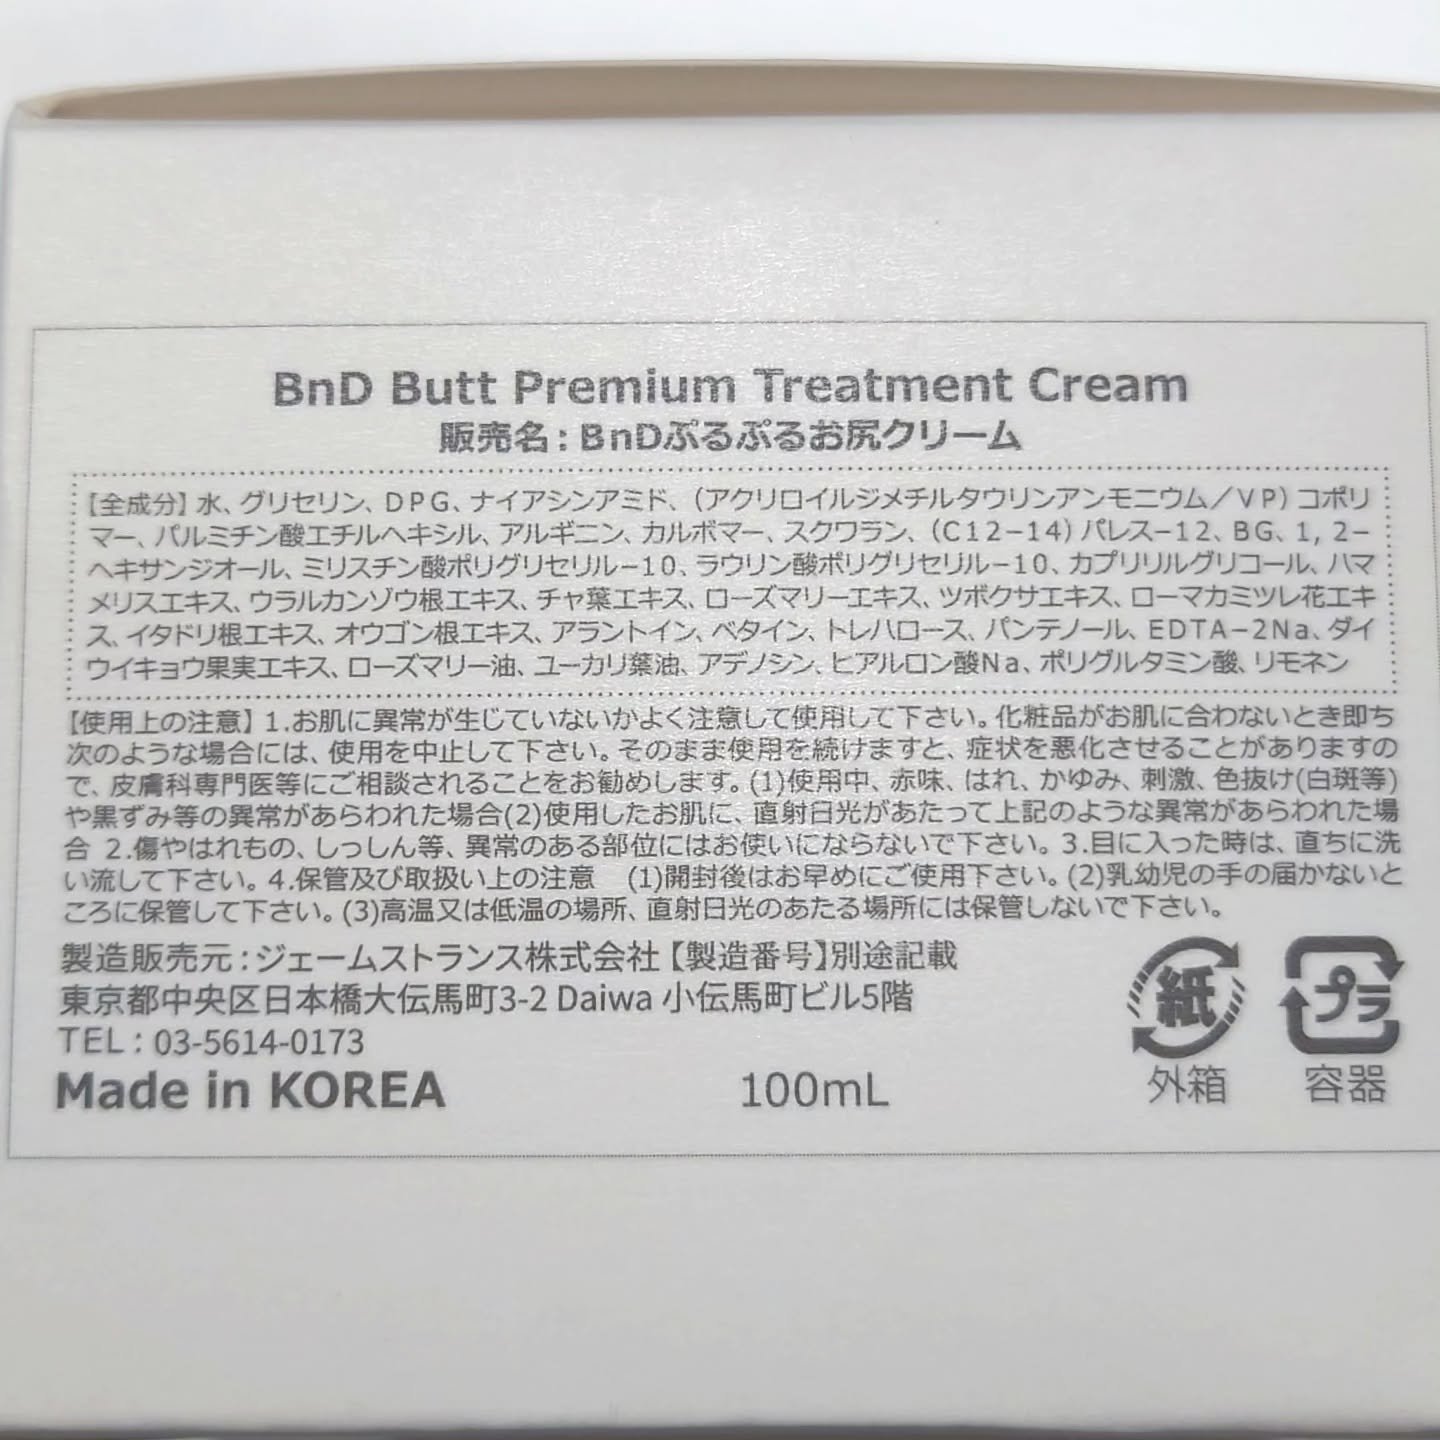 BnD Butt Premium Treatment Cream
販売名:BnDぷるぷるお尻クリーム
【全成分】水、グリセリン、DPG、ナイアシンアミド、(アクリロイルジメチルタウリンアンモニウム/VP)コポリ
マー、パルミチン酸エチルヘキシル、アルギニン、カルボマー、スクワラン、(C12-14)パレス-12、BG、1,2-
ヘキサンジオール、ミリスチン酸ポリグリセリル-10、ラウリン酸ポリグリセリル-10、カプリリルグリコール、ハマ
メリスエキス、ウラルカンゾウ根エキス、チャ葉エキス、ローズマリーエキス、ツボクサエキス、ローマカミツレ花エキ
ス、イタドリ根エキス、オウゴン根エキス、アラントイン、ベタイン、トレハロース、パンテノール、EDTA-2Na、ダイ
ウイキョウ果実エキス、ローズマリー油、ユーカリ葉油、アデノシン、ヒアルロン酸Na、ポリグルタミン酸、リモネン
【使用上の注意】1.お肌に異常が生じていないかよく注意して使用して下さい。化粧品がお肌に合わないとき即ち
次のような場合には、使用を中止して下さい。そのまま使用を続けますと、症状を悪化させることがありますの
で、皮膚科専門医等にご相談されることをお勧めします。(1)使用中、赤味、はれ、かゆみ、刺激、色抜け(白斑等)
や黒ずみ等の異常があらわれた場合(2)使用したお肌に、直射日光があたって上記のような異常があらわれた場
合 2.傷やはれもの、しっしん等、異常のある部位にはお使いにならないで下さい。3.目に入った時は、直ちに洗
い流して下さい。4.保管及び取扱い上の注意 (1)開封後はお早めにご使用下さい。(2)乳幼児の手の届かないと
ころに保管して下さい。(3)高温又は低温の場所、直射日光のあたる場所には保管しないで下さい。
製造販売元:ジェームストランス株式会社【製造番号】別途記載
東京都中央区日本橋大伝馬町3-2 Daiwa 小伝馬町ビル5階
TEL:03-5614-0173
Made in KOREA
100mL
紙
外箱
プラ
容器